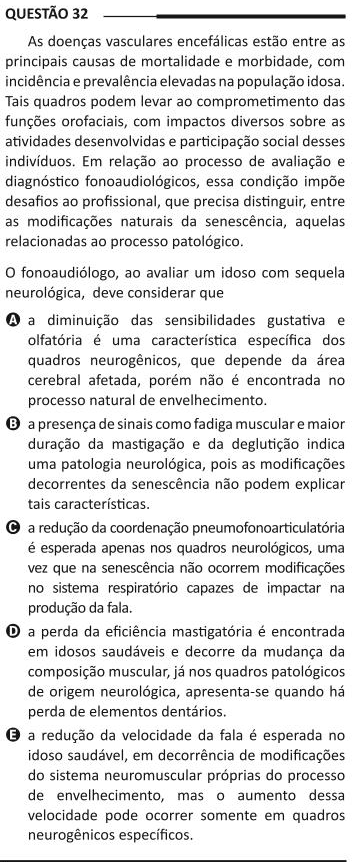 QUESTÃO 32
As doenças vasculares encefálicas estão entre as
principais causas de mortalidade e morbidade, com
incidência e prevalência elevadas na população idosa.
Tais quadros podem levar ao comprometimento das
funções orofaciais, com impactos diversos sobre as
atividades desenvolvidas e participação social desses
indivíduos. Em relação ao processo de avaliação e
diagnóstico fonoaudiológicos, essa condição impõe
desafios ao profissional, que precisa distinguir, entre
as modificações naturais da senescência, aquelas
relacionadas ao processo patológico.
O fonoaudiólogo, ao avaliar um idoso com sequela
neurológica, deve considerar que
A a diminuição das sensibilidades gustativa e
olfatória é uma característica específica dos
quadros neurogênicos, que depende da área
cerebral afetada, porém não é encontrada no
processo natural de envelhecimento.
B a presença de sinais como fadiga muscular e maior
duração da mastigação e da deglutição indica
uma patologia neurológica, pois as modificações
decorrentes da senescência não podem explicar
tais características.
C a redução da coordenação pneumofonoarticulatória
é esperada apenas nos quadros neurológicos, uma
vez que na senescência não ocorrem modificações
no sistema respiratório capazes de impactar na
produção da fala.
D a perda da eficiência mastigatória é encontrada
em idosos saudáveis e decorre da mudança da
composição muscular, já nos quadros patológicos
de origem neurológica, apresenta-se quando há
perda de elementos dentários.
E a redução da velocidade da fala é esperada no
idoso saudável, em decorrência de modificações
do sistema neuromuscular próprias do processo
de envelhecimento, mas o aumento dessa
velocidade pode ocorrer somente em quadros
neurogênicos específicos.